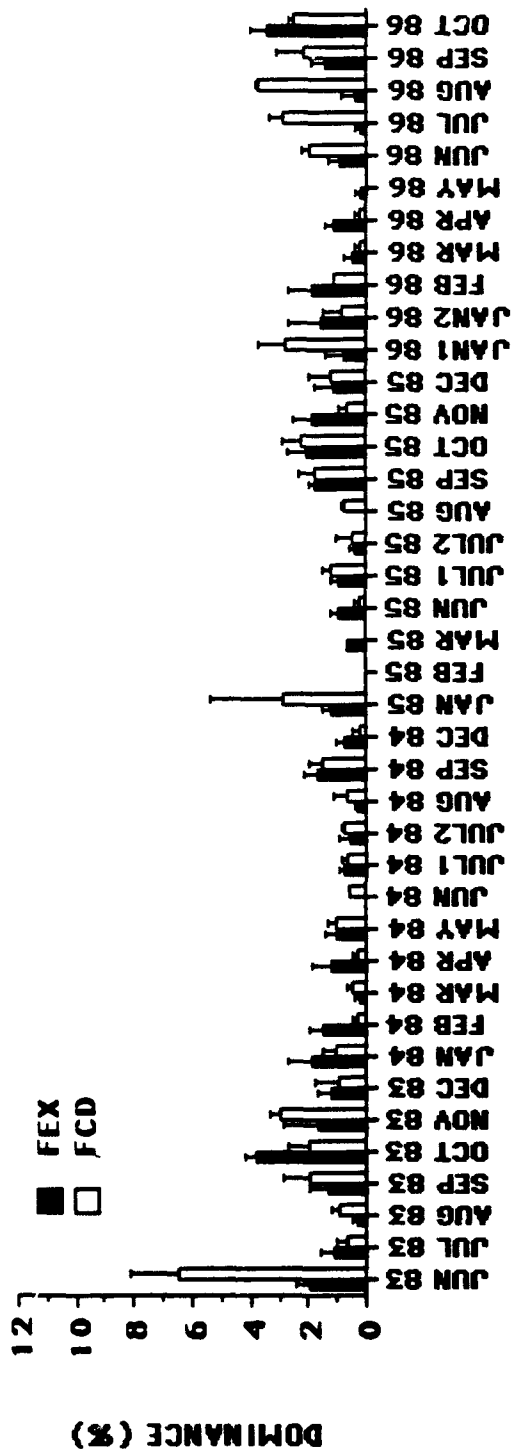 FEX
FCD
DOMINANCE (%)
12
10
8
6
4
2
0
JUN 83
JUL 83
AUG 83
SEP 83
OCT 83
NOV 83
DEC 83
JAN 84
FEB 84
MAR 84
APR 84
MAY 84
JUN 84
JUL1 84
JUL2 84
AUG 84
SEP 84
DEC 84
JAN 85
FEB 85
MAR 85
JUN 85
JUL1 85
JUL2 85
AUG 85
SEP 85
OCT 85
NOV 85
DEC 85
JAN1 86
JAN2 86
FEB 86
MAR 86
APR 86
MAY 86
JUN 86
JUL 86
AUG 86
SEP 86
OCT 86